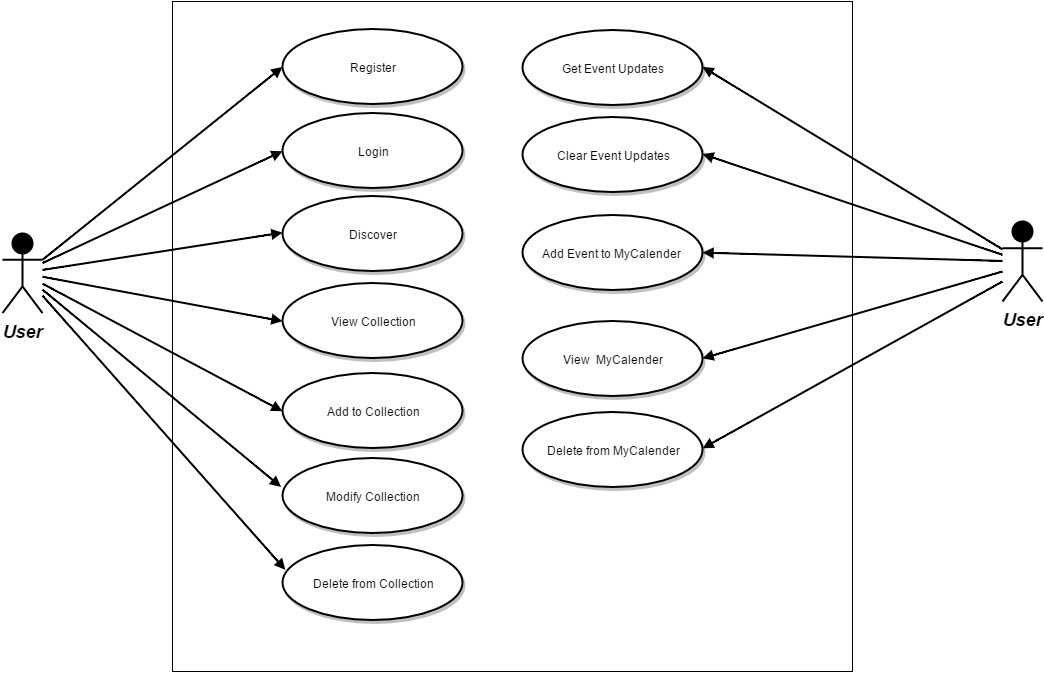 Register
Login
Discover
View Collection
Add to Collection
Modify Collection
Delete from Collection
User
Get Event Updates
Clear Event Updates
Add Event to MyCalender
View  MyCalender
Delete from MyCalender
User